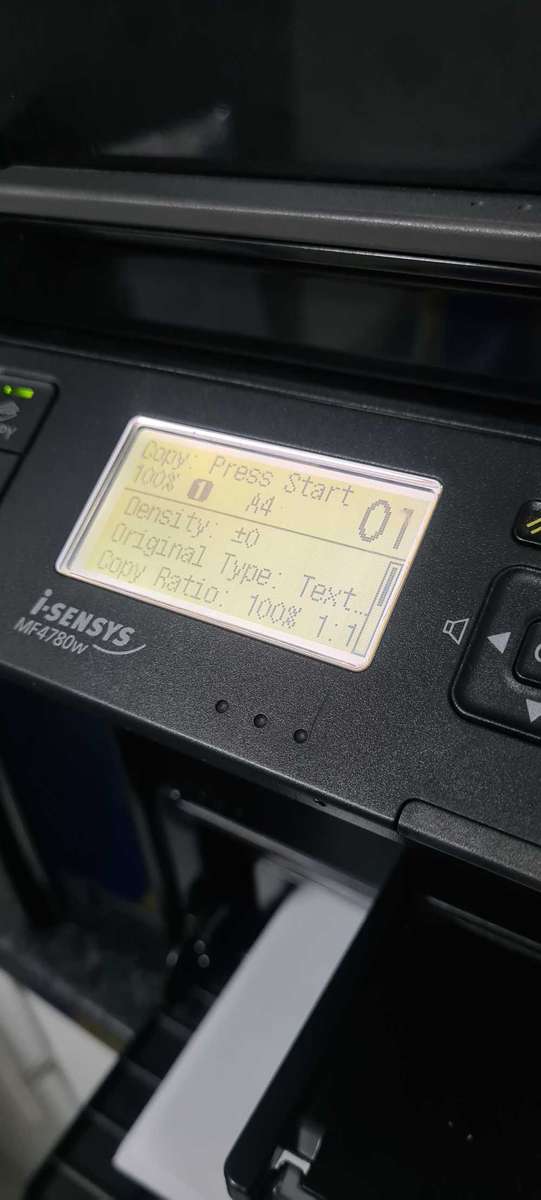 Copy: Press Start
100% 1 A4 01
Density: ±0
Original Type: Text...
Copy Ratio: 100% 1:1
i-SENSYS
MF4780w